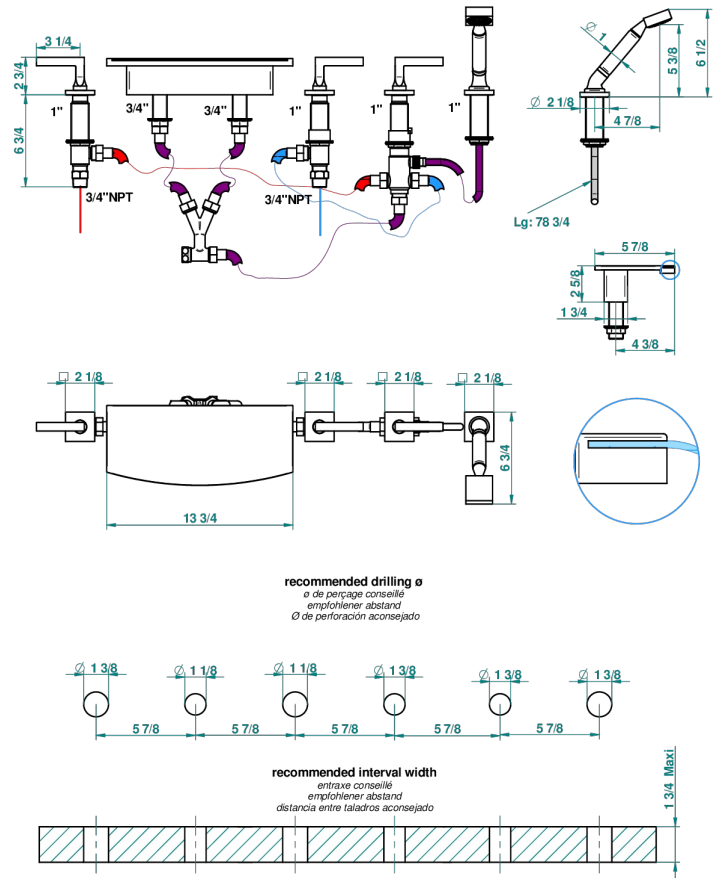 3 1/4
2 3/4
6 3/4
1"
3/4"
3/4"
1"
1"
1"
3/4"NPT
3/4"NPT
Ø 1
5 3/8
6 1/2
Ø 2 1/8
4 7/8
Lg: 78 3/4
5 7/8
2 5/8
1 3/4
4 3/8
□ 2 1/8
□ 2 1/8
□ 2 1/8
□ 2 1/8
6 3/4
13 3/4
recommended drilling ø
ø de perçage conseillé
empfohlener abstand
Ø de perforación aconsejado
Ø 1 3/8
Ø 1 1/8
Ø 1 1/8
Ø 1 3/8
Ø 1 3/8
Ø 1 3/8
5 7/8
5 7/8
5 7/8
5 7/8
5 7/8
recommended interval width
entraxe conseillé
empfohlener abstand
distancia entre taladros aconsejado
1 3/4 Maxi